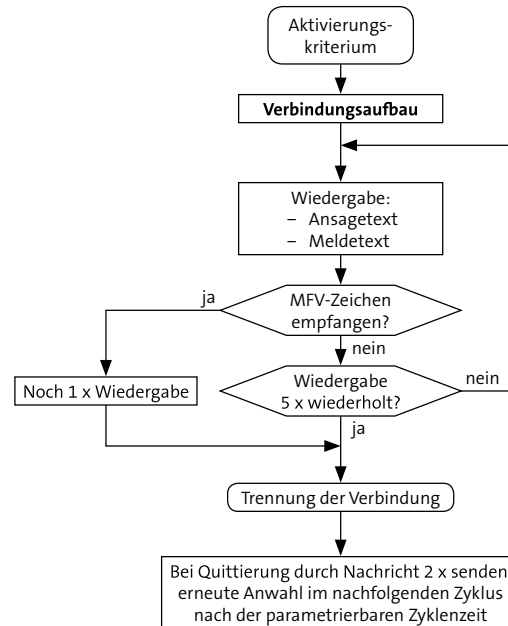 Aktivierungs-
kriterium
Verbindungsaufbau
Wiedergabe:
– Ansagetext
– Meldetext
ja
MFV-Zeichen
empfangen?
nein
Noch 1 x Wiedergabe
Wiedergabe
5 x wiederholt?
nein
ja
Trennung der Verbindung
Bei Quittierung durch Nachricht 2 x senden
erneute Anwahl im nachfolgenden Zyklus
nach der parametrierbaren Zyklenzeit